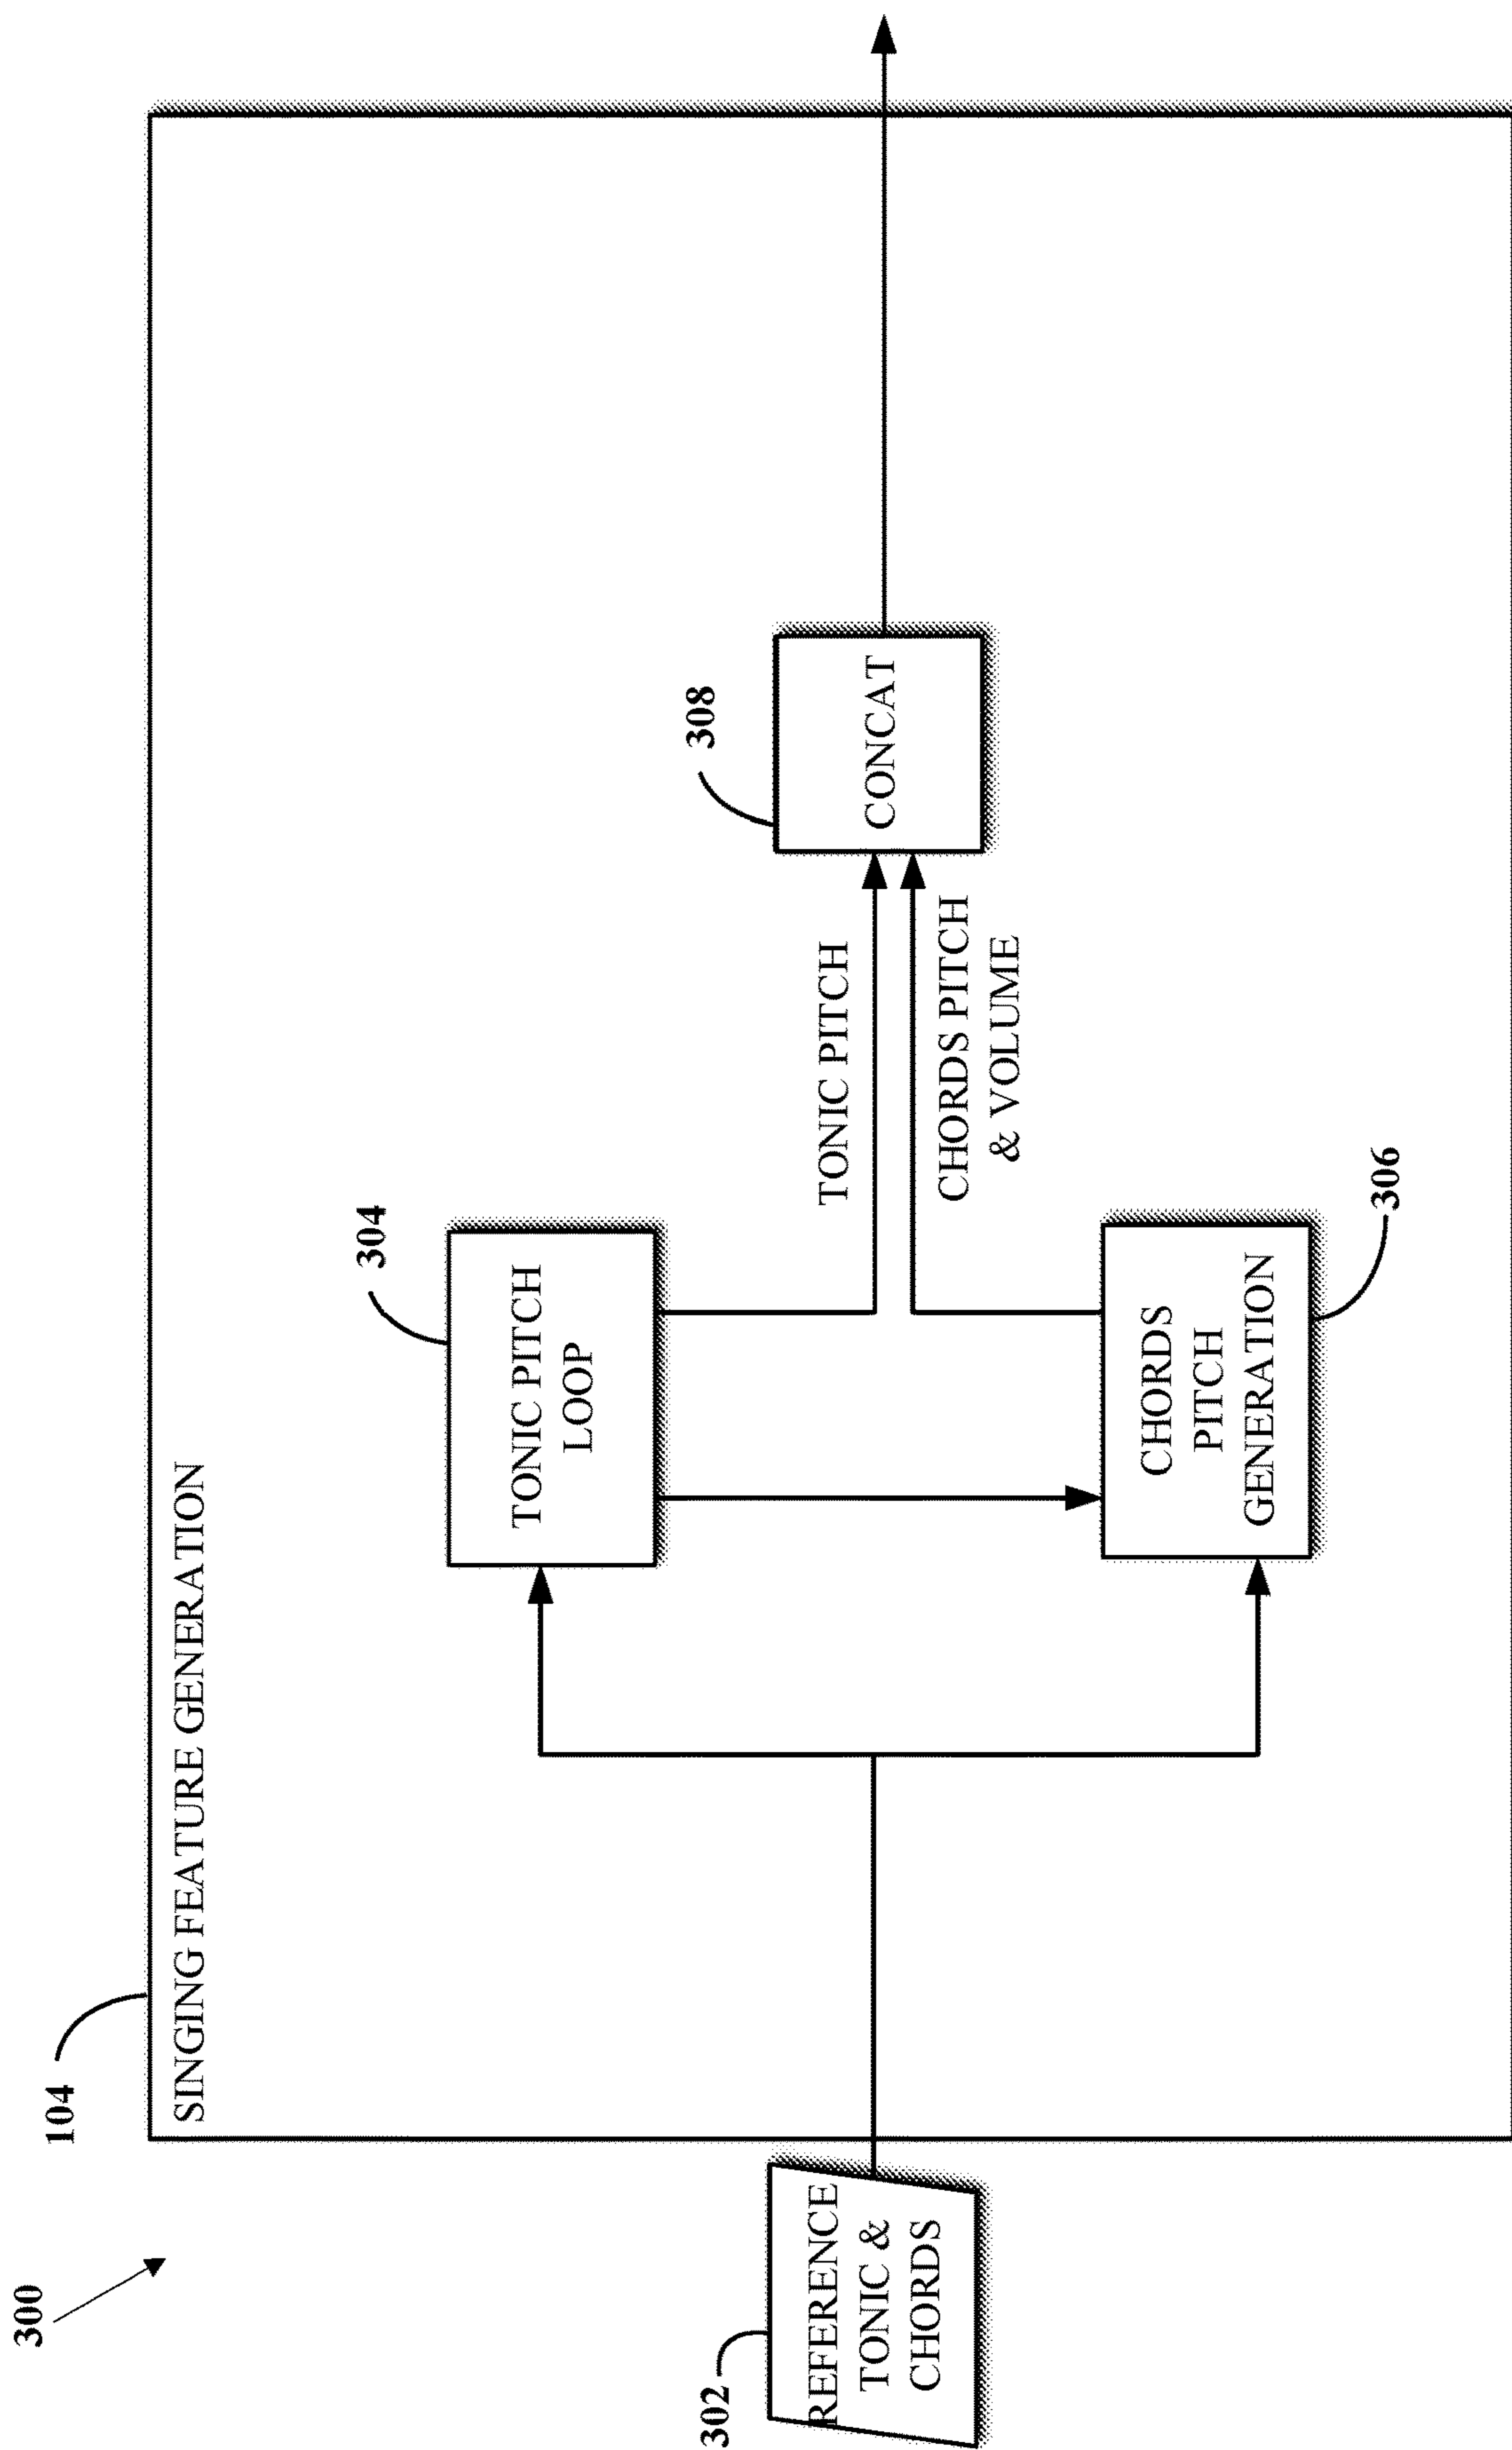 300
104
SINGING FEATURE GENERATION
302
REFERENCE
TONIC &
CHORDS
304
TONIC PITCH
LOOP
306
CHORDS
PITCH
GENERATION
TONIC PITCH
CHORDS PITCH
& VOLUME
308
CONCAT